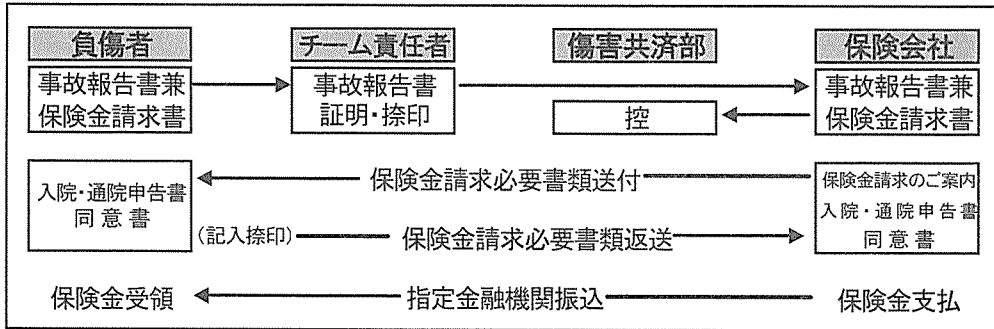 負傷者
チーム責任者
傷害共済部
保険会社
事故報告書兼
保険金請求書
事故報告書
証明・捺印
控
事故報告書兼
保険金請求書
入院・通院申告書
同意書
保険金請求必要書類送付
(記入捺印)
保険金請求必要書類返送
保険金請求のご案内
入院・通院申告書
同意書
保険金受領
指定金融機関振込
保険金支払